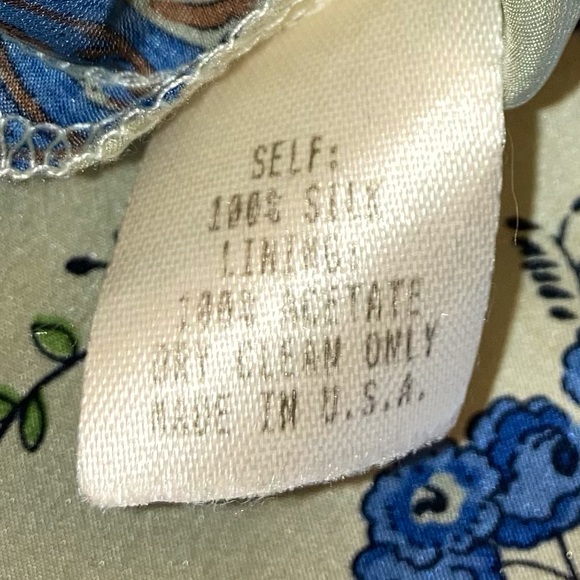 SELF:
100% SILK
LINING:
100% ACETATE
DRY CLEAN ONLY
MADE IN U.S.A.